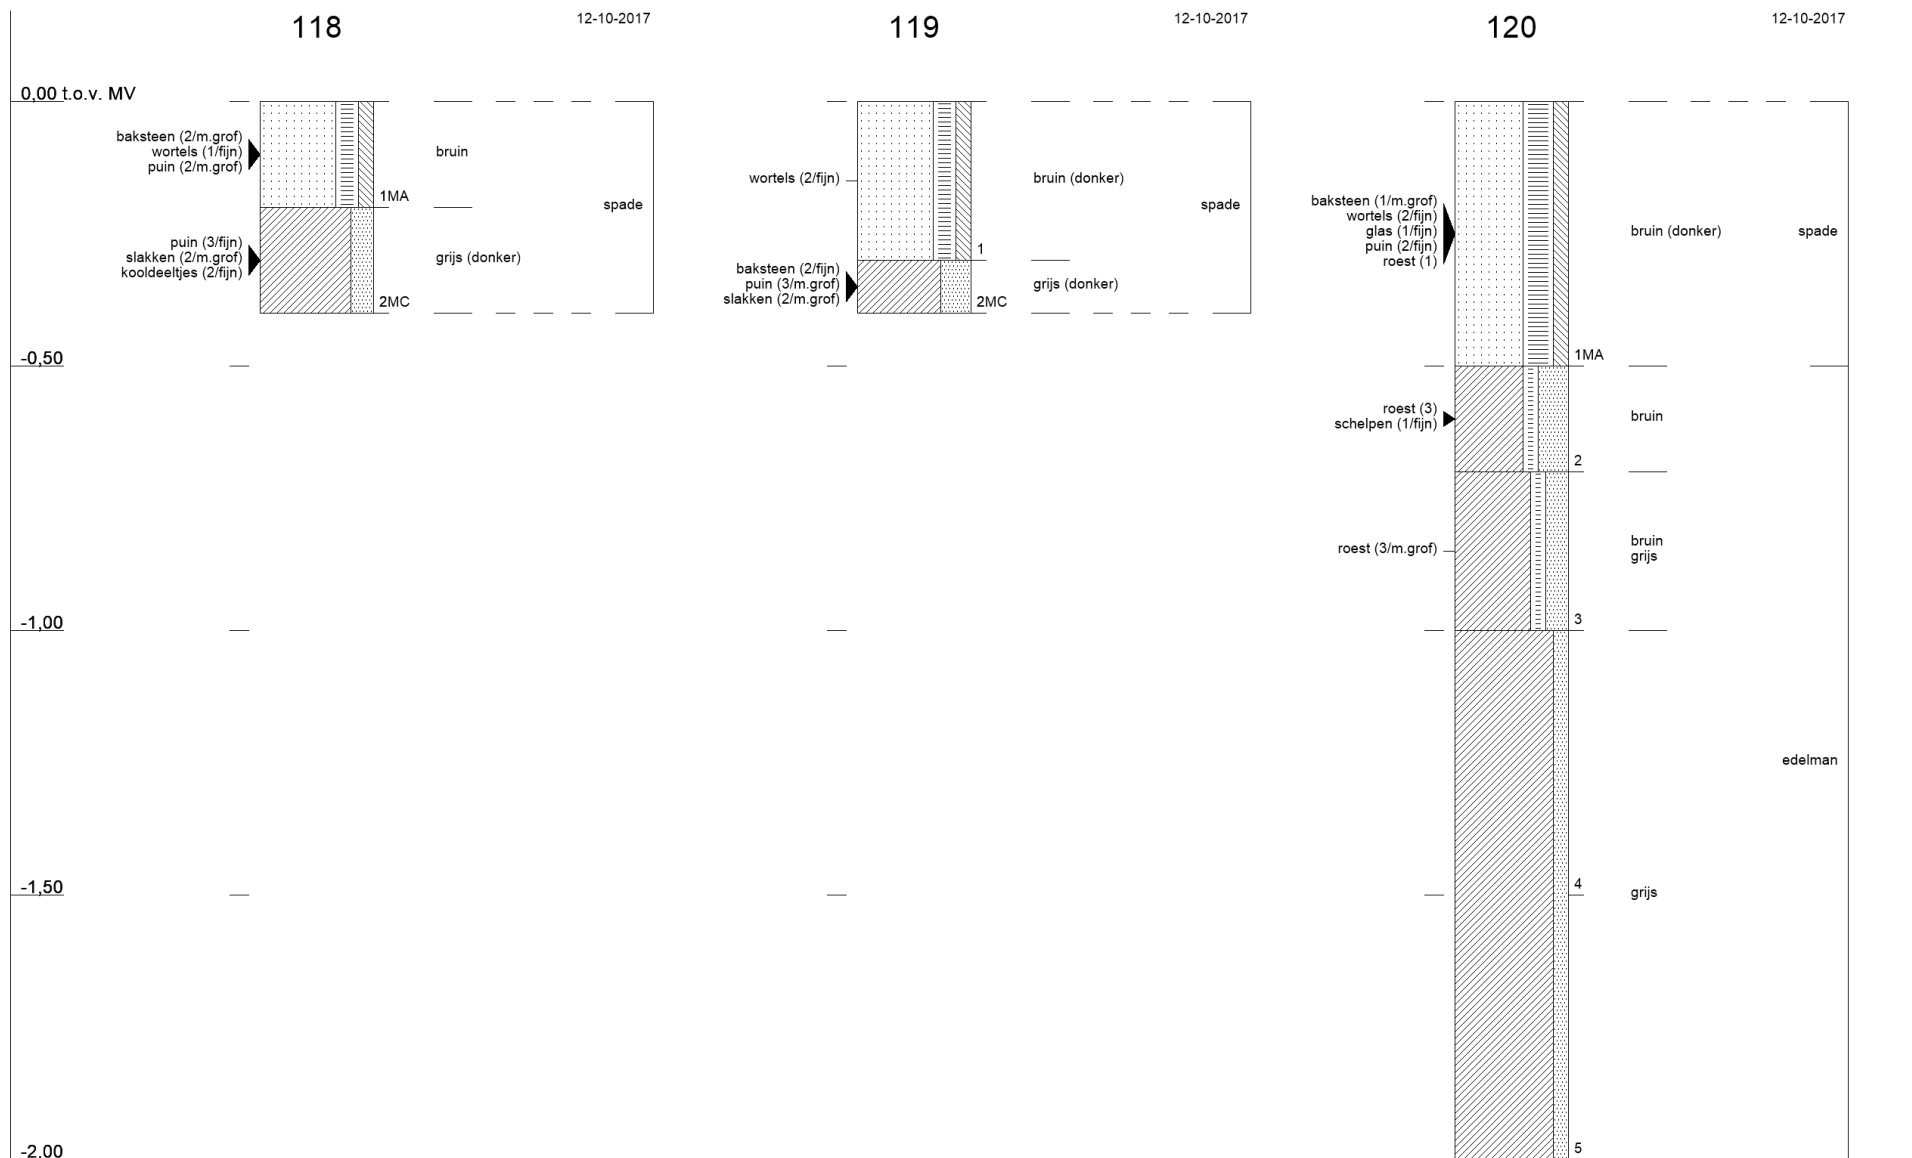 118
12-10-2017
119
12-10-2017
120
12-10-2017
0,00 t.o.v. MV
-0,50
-1,00
-1,50
-2,00
baksteen (2/m.grof)
wortels (1/fijn)
puin (2/m.grof)
1MA
bruin
puin (3/fijn)
slakken (2/m.grof)
kooldeeltjes (2/fijn)
2MC
grijs (donker)
spade
wortels (2/fijn)
1
bruin (donker)
baksteen (2/fijn)
puin (3/m.grof)
slakken (2/m.grof)
2MC
grijs (donker)
spade
baksteen (1/m.grof)
wortels (2/fijn)
glas (1/fijn)
puin (2/fijn)
roest (1)
1MA
bruin (donker)
spade
roest (3)
schelpen (1/fijn)
2
bruin
roest (3/m.grof)
3
bruin
grijs
edelman
4
grijs
5